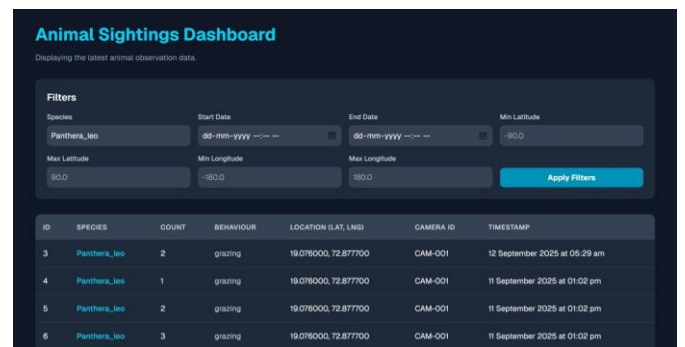 Animal Sightings Dashboard
Displaying the latest animal observation data.
Filters
Species Start Date End Date Min Latitude
Panthera_leo dd-mm-yyyy --:-- -- dd-mm-yyyy --:-- -- -90.0
Max Latitude Min Longitude Max Longitude
90.0 -180.0 180.0 Apply Filters
ID SPECIES COUNT BEHAVIOUR LOCATION (LAT, LNG) CAMERA ID TIMESTAMP
3 Panthera_leo 2 grazing 19.076000, 72.877700 CAM-001 12 September 2025 at 05:29 am
4 Panthera_leo 1 grazing 19.076000, 72.877700 CAM-001 11 September 2025 at 01:02 pm
5 Panthera_leo 2 grazing 19.076000, 72.877700 CAM-001 11 September 2025 at 01:02 pm
6 Panthera_leo 3 grazing 19.076000, 72.877700 CAM-001 11 September 2025 at 01:02 pm